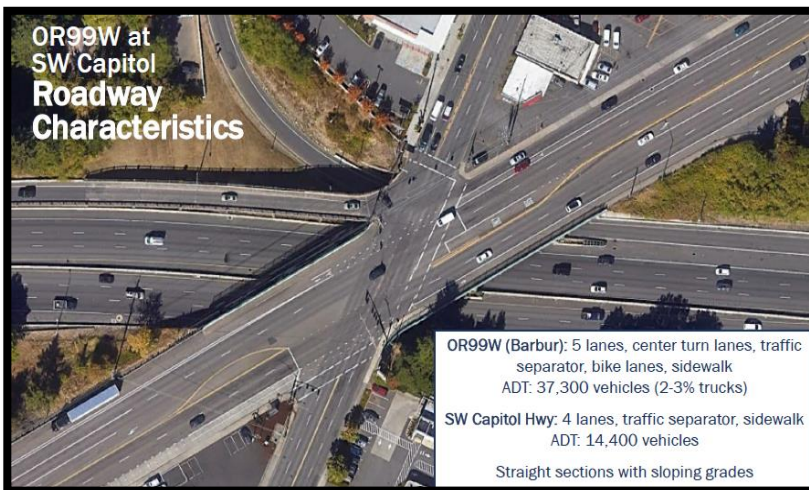 OR99W at
SW Capitol
Roadway
Characteristics
OR99W (Barbur): 5 lanes, center turn lanes, traffic
separator, bike lanes, sidewalk
ADT: 37,300 vehicles (2-3% trucks)
SW Capitol Hwy: 4 lanes, traffic separator, sidewalk
ADT: 14,400 vehicles
Straight sections with sloping grades